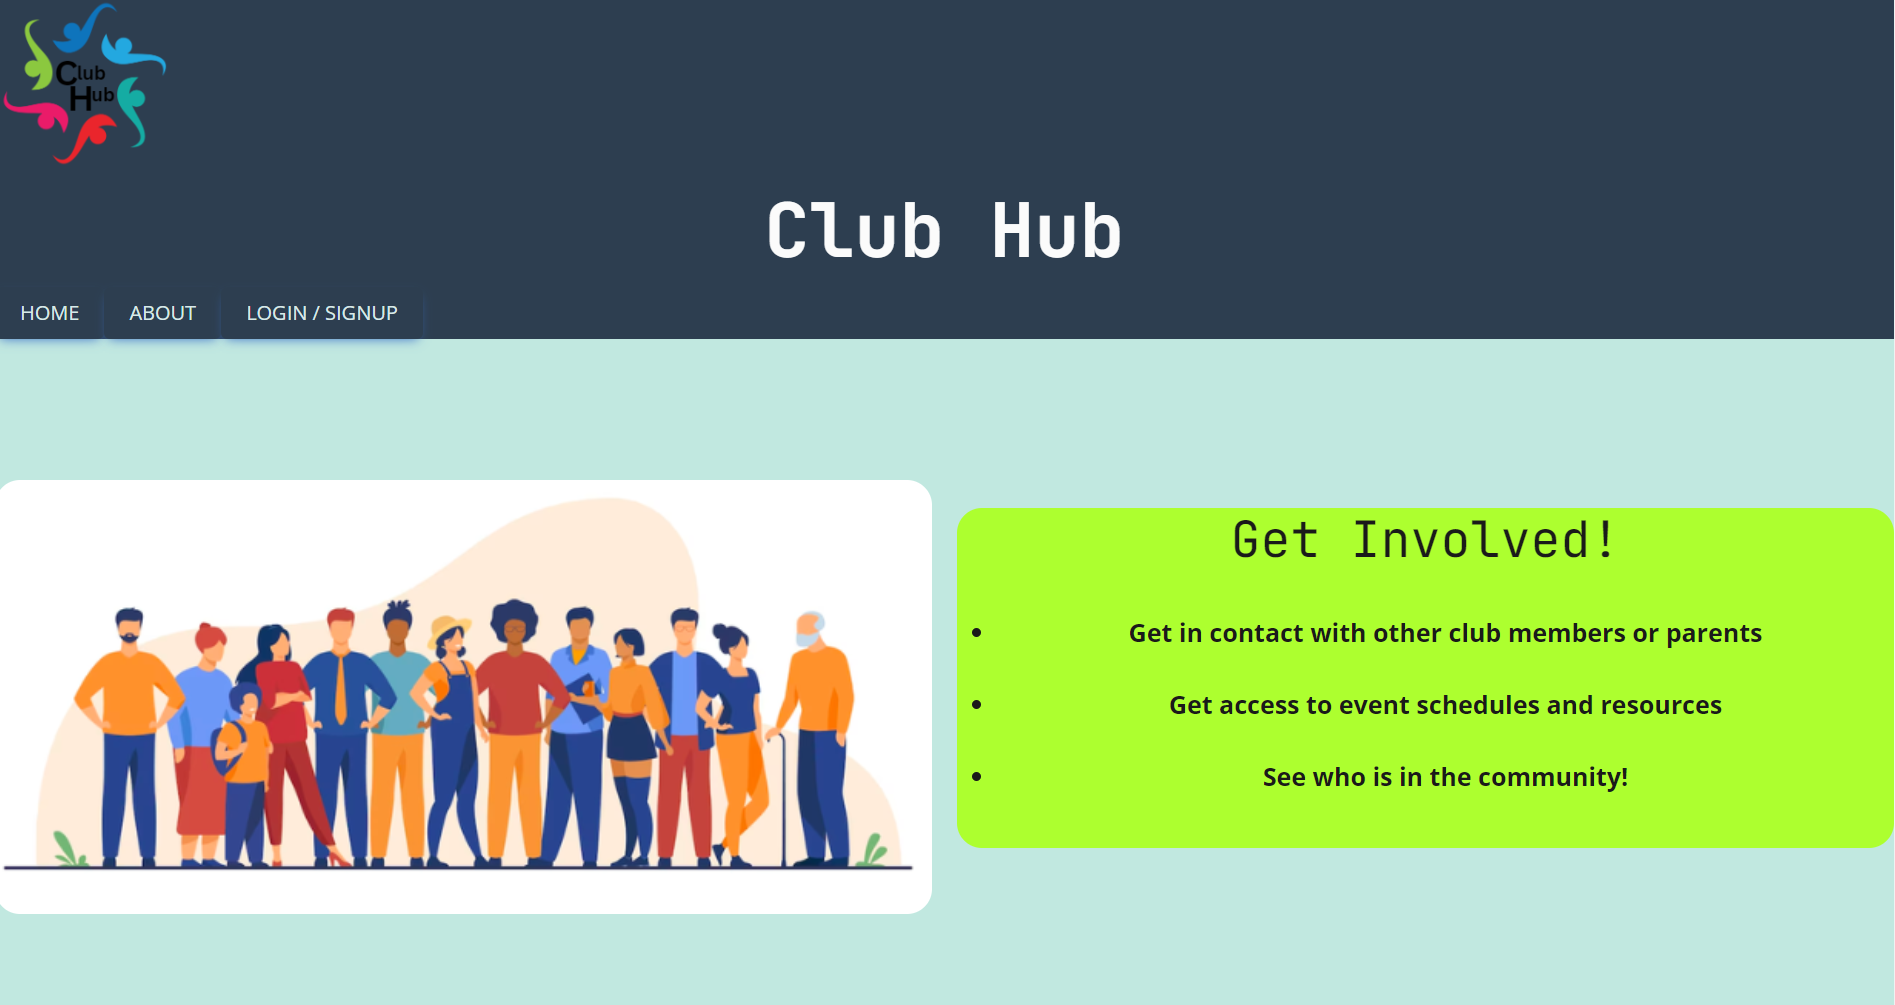 Club
Hub
Club Hub
HOME ABOUT LOGIN / SIGNUP
Get Involved!
• Get in contact with other club members or parents
• Get access to event schedules and resources
• See who is in the community!